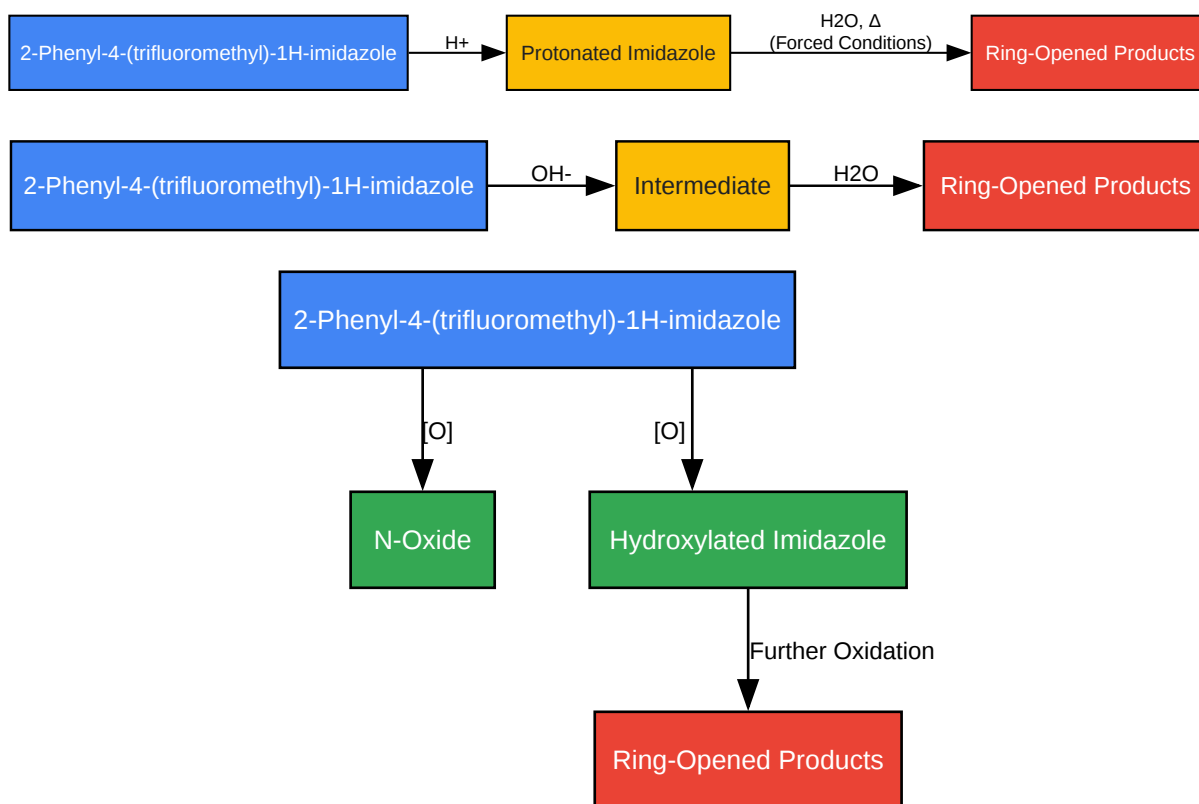 2-Phenyl-4-(trifluoromethyl)-1H-imidazole
H+
Protonated Imidazole
H2O, Δ
(Forced Conditions)
Ring-Opened Products
2-Phenyl-4-(trifluoromethyl)-1H-imidazole
OH-
Intermediate
H2O
Ring-Opened Products
2-Phenyl-4-(trifluoromethyl)-1H-imidazole
[O]
[O]
N-Oxide
Hydroxylated Imidazole
Further Oxidation
Ring-Opened Products